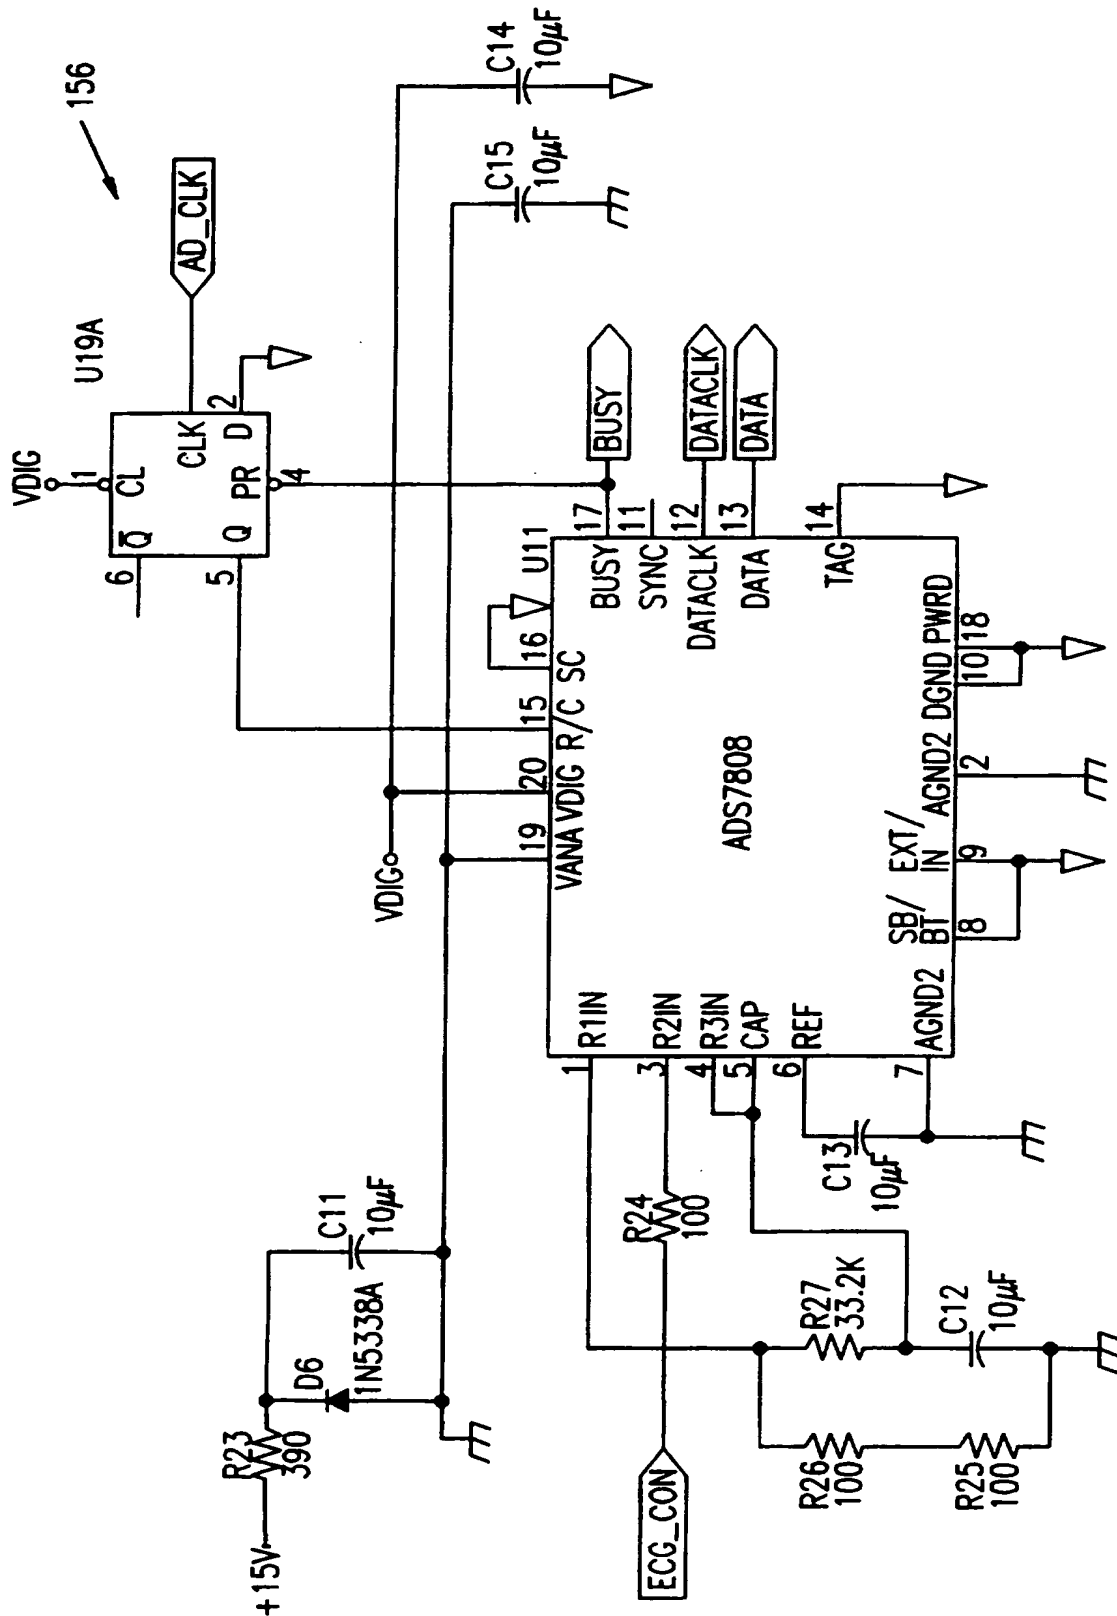 156
AD_CLK
U19A
VDIG
1
CL
CLK
D
2
PR
4
Q
6
Q
5
C14
10µF
C15
10µF
BUSY
DATACLK
DATA
U11
17
BUSY
11
SYNC
12
DATACLK
13
DATA
14
TAG
16
SC
15
R/C
20
VDIG
19
VANA
VDIG
ADS7808
PWRD
18
DGND
10
AGND2
2
EXT/
IN
9
SB/
BT
8
AGND2
7
R1IN
1
R2IN
3
R3IN
4
CAP
5
REF
6
C13
10µF
R24
100
ECG_CON
R27
33.2K
C12
10µF
R26
100
R25
100
C11
10µF
D6
1N5338A
R23
390
+15V